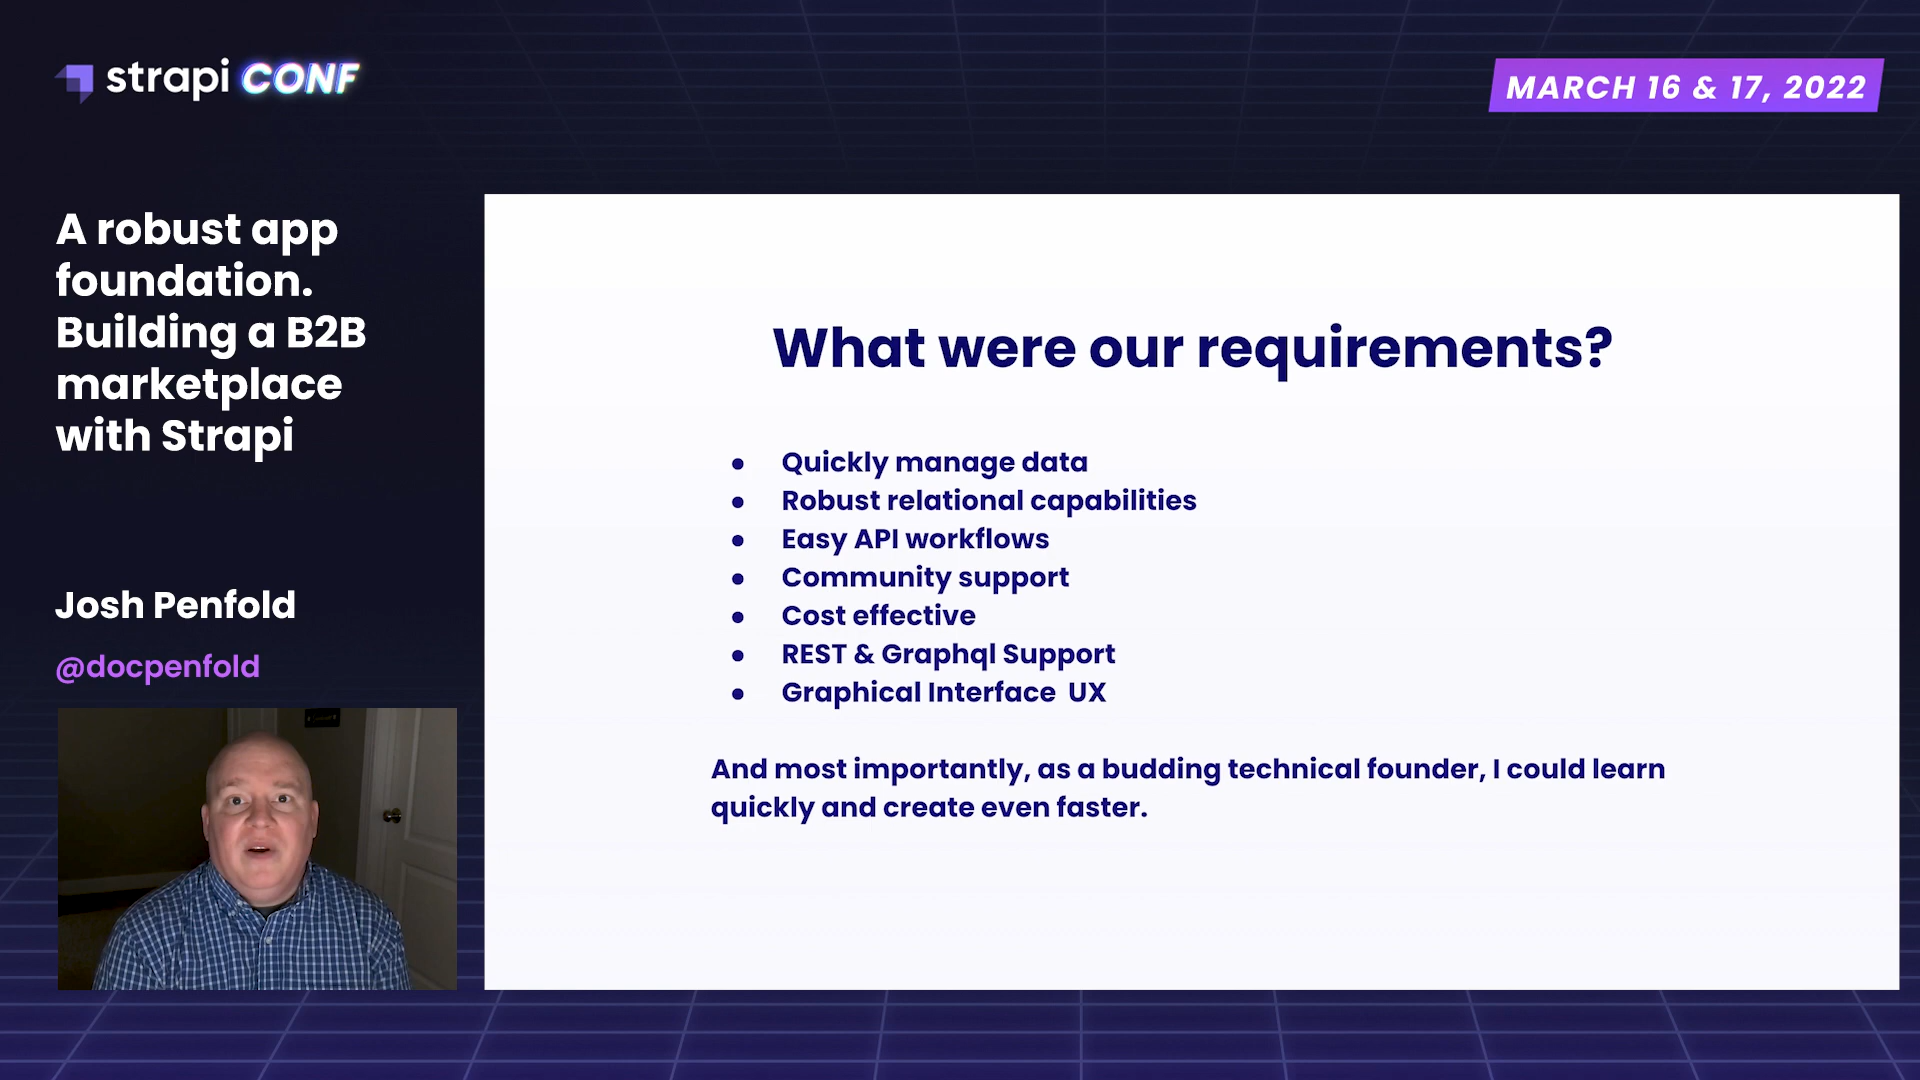 strapi CONF
MARCH 16 & 17, 2022
A robust app
foundation.
Building a B2B
marketplace
with Strapi
Josh Penfold
@docpenfold
What were our requirements?
● Quickly manage data
● Robust relational capabilities
● Easy API workflows
● Community support
● Cost effective
● REST & Graphql Support
● Graphical Interface  UX
And most importantly, as a budding technical founder, I could learn
quickly and create even faster.